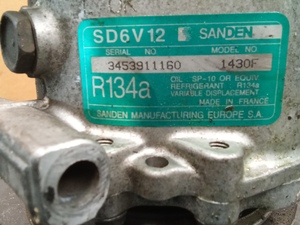 SD6V12 SANDEN
SERIAL NO. MODEL NO.
3453911160 1430F
R134a
OIL SP-10 OR EQUIV.
REFRIGERANT R134a
VARIABLE DISPLACEMENT
MADE IN FRANCE
SANDEN MANUFACTURING EUROPE S.A.